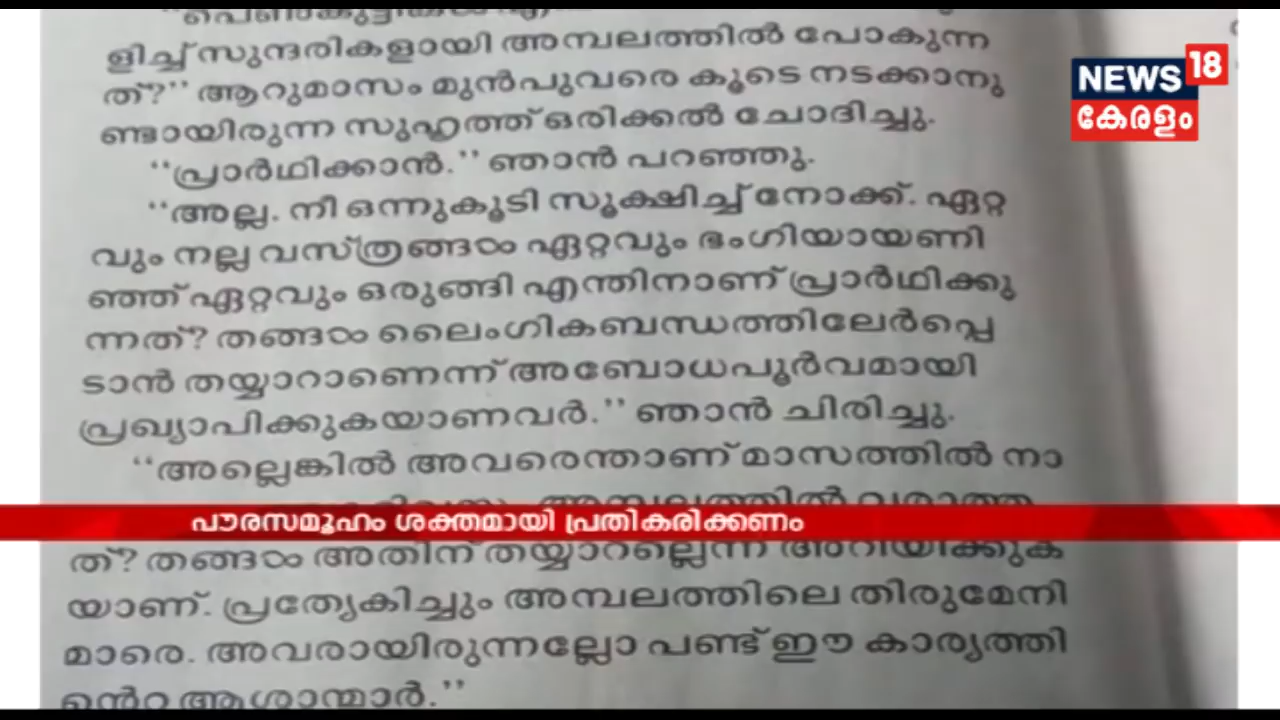 ളിച്ച് സുന്ദരികളായി അമ്പലത്തിൽ പോകുന്ന
ത്?” ആറുമാസം മുൻപുവരെ കൂടെ നടക്കാനു
ണ്ടായിരുന്ന സുഹൃത്ത് ഒരിക്കൽ ചോദിച്ചു.
“പ്രാർഥിക്കാൻ.” ഞാൻ പറഞ്ഞു.
“അല്ല. നീ ഒന്നുകൂടി സൂക്ഷിച്ച് നോക്ക്. ഏറ്റ
വും നല്ല വസ്ത്രങ്ങൾ ഏറ്റവും ഭംഗിയായണി
ഞ്ഞ് ഏറ്റവും ഒരുങ്ങി എന്തിനാണ് പ്രാർഥിക്കു
ന്നത്? തങ്ങൾ ലൈംഗികബന്ധത്തിലേർപ്പെ
ടാൻ തയ്യാറാണെന്ന് അബോധപൂർവമായി
പ്രഖ്യാപിക്കുകയാണവർ.” ഞാൻ ചിരിച്ചു.
“അല്ലെങ്കിൽ അവരെന്താണ് മാസത്തിൽ നാ
അമ്പലത്തിൽ വരാത്ത
ത്? തങ്ങൾ അതിന് തയ്യാറല്ലെന്ന് അറിയിക്കുക
യാണ്. പ്രത്യേകിച്ചും അമ്പലത്തിലെ തിരുമേനി
മാരെ. അവരായിരുന്നല്ലോ പണ്ട് ഈ കാര്യത്തി
ന്റെ ആശാന്മാർ.”
NEWS 18
കേരളം
പൗരസമൂഹം ശക്തമായി പ്രതികരിക്കണം